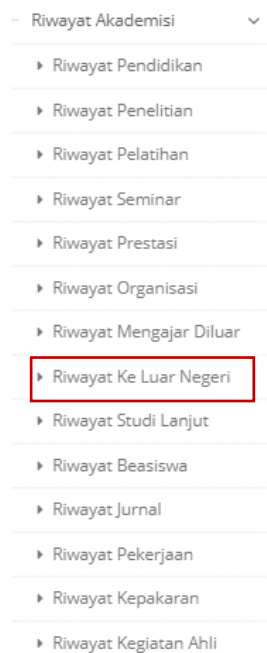 Riwayat Akademisi
Riwayat Pendidikan
Riwayat Penelitian
Riwayat Pelatihan
Riwayat Seminar
Riwayat Prestasi
Riwayat Organisasi
Riwayat Mengajar Diluar
Riwayat Ke Luar Negeri
Riwayat Studi Lanjut
Riwayat Beasiswa
Riwayat Jurnal
Riwayat Pekerjaan
Riwayat Kepakaran
Riwayat Kegiatan Ahli